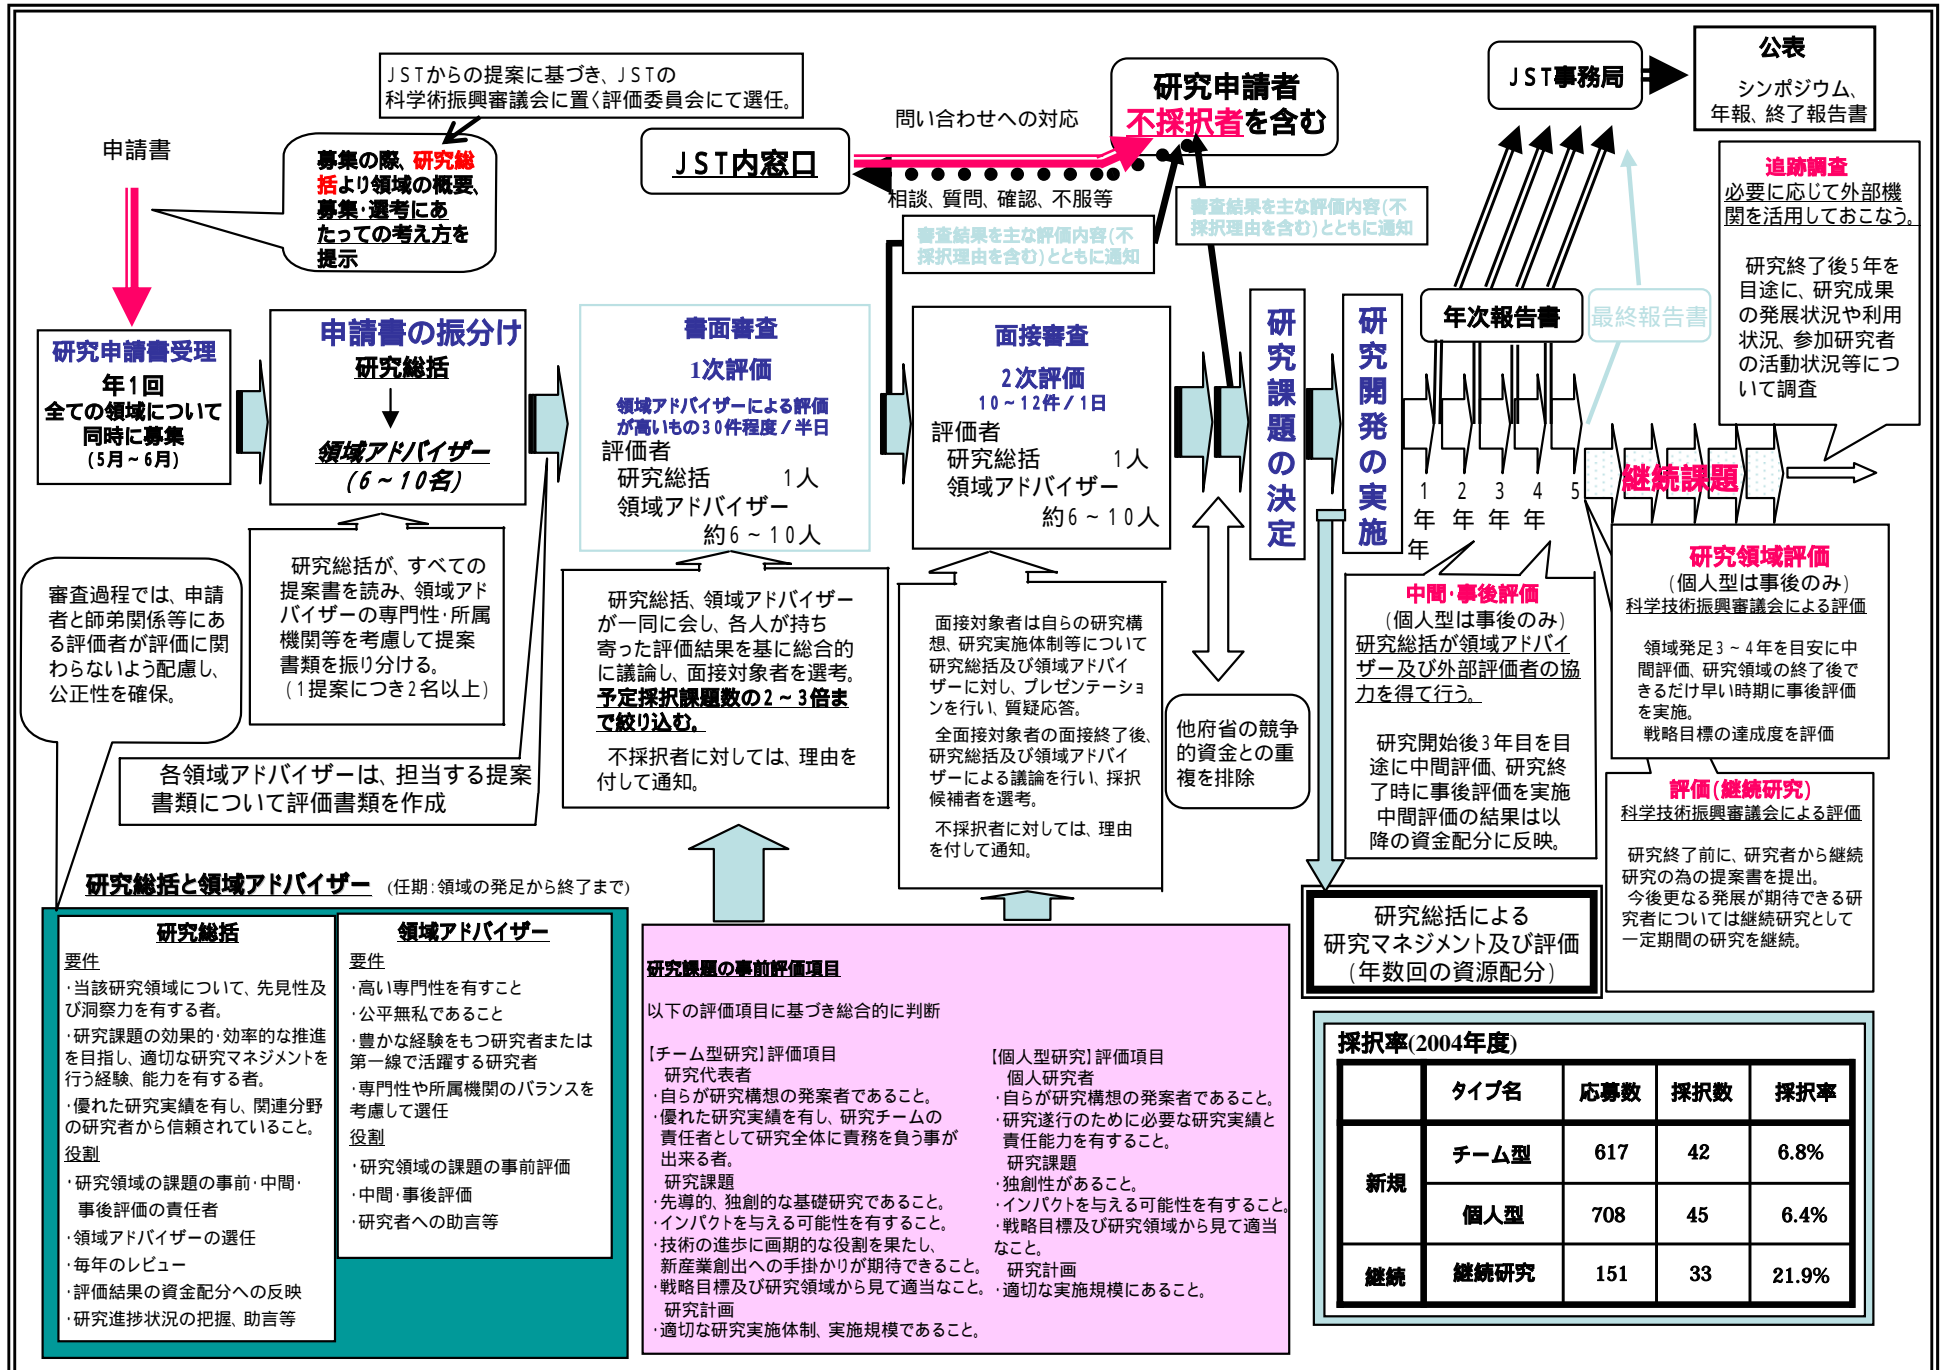 JSTからの提案に基づき、JSTの
科学術振興審議会に置く評価委員会にて選任。
申請書
募集の際、研究総
括より領域の概要、
募集・選考にあ
たっての考え方を
提示
JST内窓口
問い合わせへの対応
相談、質問、確認、不服等
研究申請者
不採択者を含む
審査結果を主な評価内容(不
採択理由を含む)とともに通知
審査結果を主な評価内容(不
採択理由を含む)とともに通知
JST事務局
公表
シンポジウム、
年報、終了報告書
追跡調査
必要に応じて外部機
関を活用しておこなう。
研究終了後5年を
目途に、研究成果
の発展状況や利用
状況、参加研究者
の活動状況等につ
いて調査
研究申請書受理
年1回
全ての領域について
同時に募集
(5月~6月)
申請書の振分け
研究総括
領域アドバイザー
(6~10名)
書面審査
1次評価
領域アドバイザーによる評価
が高いもの30件程度/半日
評価者
研究総括 1人
領域アドバイザー
約6~10人
面接審査
2次評価
10~12件/1日
評価者
研究総括 1人
領域アドバイザー
約6~10人
研究課題の決定
研究開発の実施
年次報告書
最終報告書
1 2 3 4 5
年 年 年 年
年
継続課題
審査過程では、申請
者と師弟関係等にあ
る評価者が評価に関
わらないよう配慮し、
公正性を確保。
研究総括が、すべての
提案書を読み、領域アド
バイザーの専門性・所属
機関等を考慮して提案
書類を振り分ける。
(1提案につき2名以上)
各領域アドバイザーは、担当する提案
書類について評価書類を作成
研究総括、領域アドバイザー
が一同に会し、各人が持ち
寄った評価結果を基に総合的
に議論し、面接対象者を選考。
予定採択課題数の2~3倍ま
で絞り込む。
不採択者に対しては、理由を
付して通知。
面接対象者は自らの研究構
想、研究実施体制等について
研究総括及び領域アドバイ
ザーに対し、プレゼンテーショ
ンを行い、質疑応答。
全面接対象者の面接終了後、
研究総括及び領域アドバイ
ザーによる議論を行い、採択
候補者を選考。
不採択者に対しては、理由
を付して通知。
他府省の競争
的資金との重
複を排除
中間・事後評価
(個人型は事後のみ)
研究総括が領域アドバイ
ザー及び外部評価者の協
力を得て行う。
研究開始後3年目を目
途に中間評価、研究終
了時に事後評価を実施
中間評価の結果は以
降の資金配分に反映。
研究領域評価
(個人型は事後のみ)
科学技術振興審議会による評価
領域発足3~4年を目安に中
間評価、研究領域の終了後で
きるだけ早い時期に事後評価
を実施。
戦略目標の達成度を評価
評価(継続研究)
科学技術振興審議会による評価
研究終了前に、研究者から継続
研究の為の提案書を提出。
今後更なる発展が期待できる研
究者については継続研究として
一定期間の研究を継続。
研究総括による
研究マネジメント及び評価
(年数回の資源配分)
研究総括と領域アドバイザー (任期:領域の発足から終了まで)
研究総括
要件
・当該研究領域について、先見性及
び洞察力を有する者。
・研究課題の効果的・効率的な推進
を目指し、適切な研究マネジメントを
行う経験、能力を有する者。
・優れた研究実績を有し、関連分野
の研究者から信頼されていること。
役割
・研究領域の課題の事前・中間・
事後評価の責任者
・領域アドバイザーの選任
・毎年のレビュー
・評価結果の資金配分への反映
・研究進捗状況の把握、助言等
領域アドバイザー
要件
・高い専門性を有すこと
・公平無私であること
・豊かな経験をもつ研究者または
第一線で活躍する研究者
・専門性や所属機関のバランスを
考慮して選任
役割
・研究領域の課題の事前評価
・中間・事後評価
・研究者への助言等
研究課題の事前評価項目
以下の評価項目に基づき総合的に判断
【チーム型研究】評価項目
研究代表者
・自らが研究構想の発案者であること。
・優れた研究実績を有し、研究チームの
責任者として研究全体に責務を負う事が
出来る者。
研究課題
・先導的、独創的な基礎研究であること。
・インパクトを与える可能性を有すること。
・技術の進歩に画期的な役割を果たし、
新産業創出への手掛かりが期待できること。
・戦略目標及び研究領域から見て適当なこと。
研究計画
・適切な研究実施体制、実施規模であること。
【個人型研究】評価項目
個人研究者
・自らが研究構想の発案者であること。
・研究遂行のために必要な研究実績と
責任能力を有すること。
研究課題
・独創性があること。
・インパクトを与える可能性を有すること。
・戦略目標及び研究領域から見て適当
なこと。
研究計画
・適切な実施規模にあること。
採択率(2004年度)
タイプ名 応募数 採択数 採択率
新規 チーム型 617 42 6.8%
個人型 708 45 6.4%
継続 継続研究 151 33 21.9%